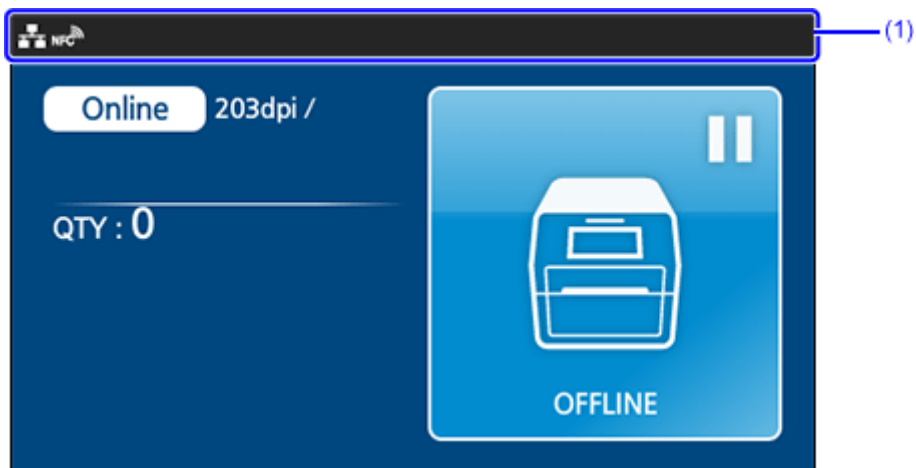 NFC
(1)
Online 203dpi /
QTY : 0
OFFLINE